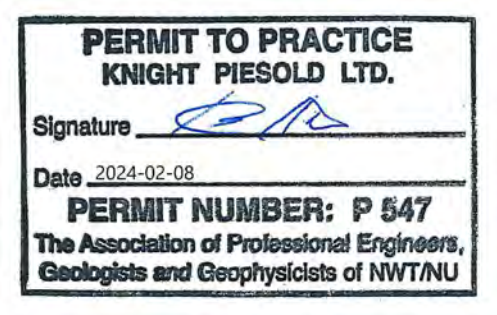 PERMIT TO PRACTICE
KNIGHT PIESOLD LTD.
Signature
Date 2024-02-08
PERMIT NUMBER: P 547
The Association of Professional Engineers,
Geologists and Geophysicists of NWT/NU